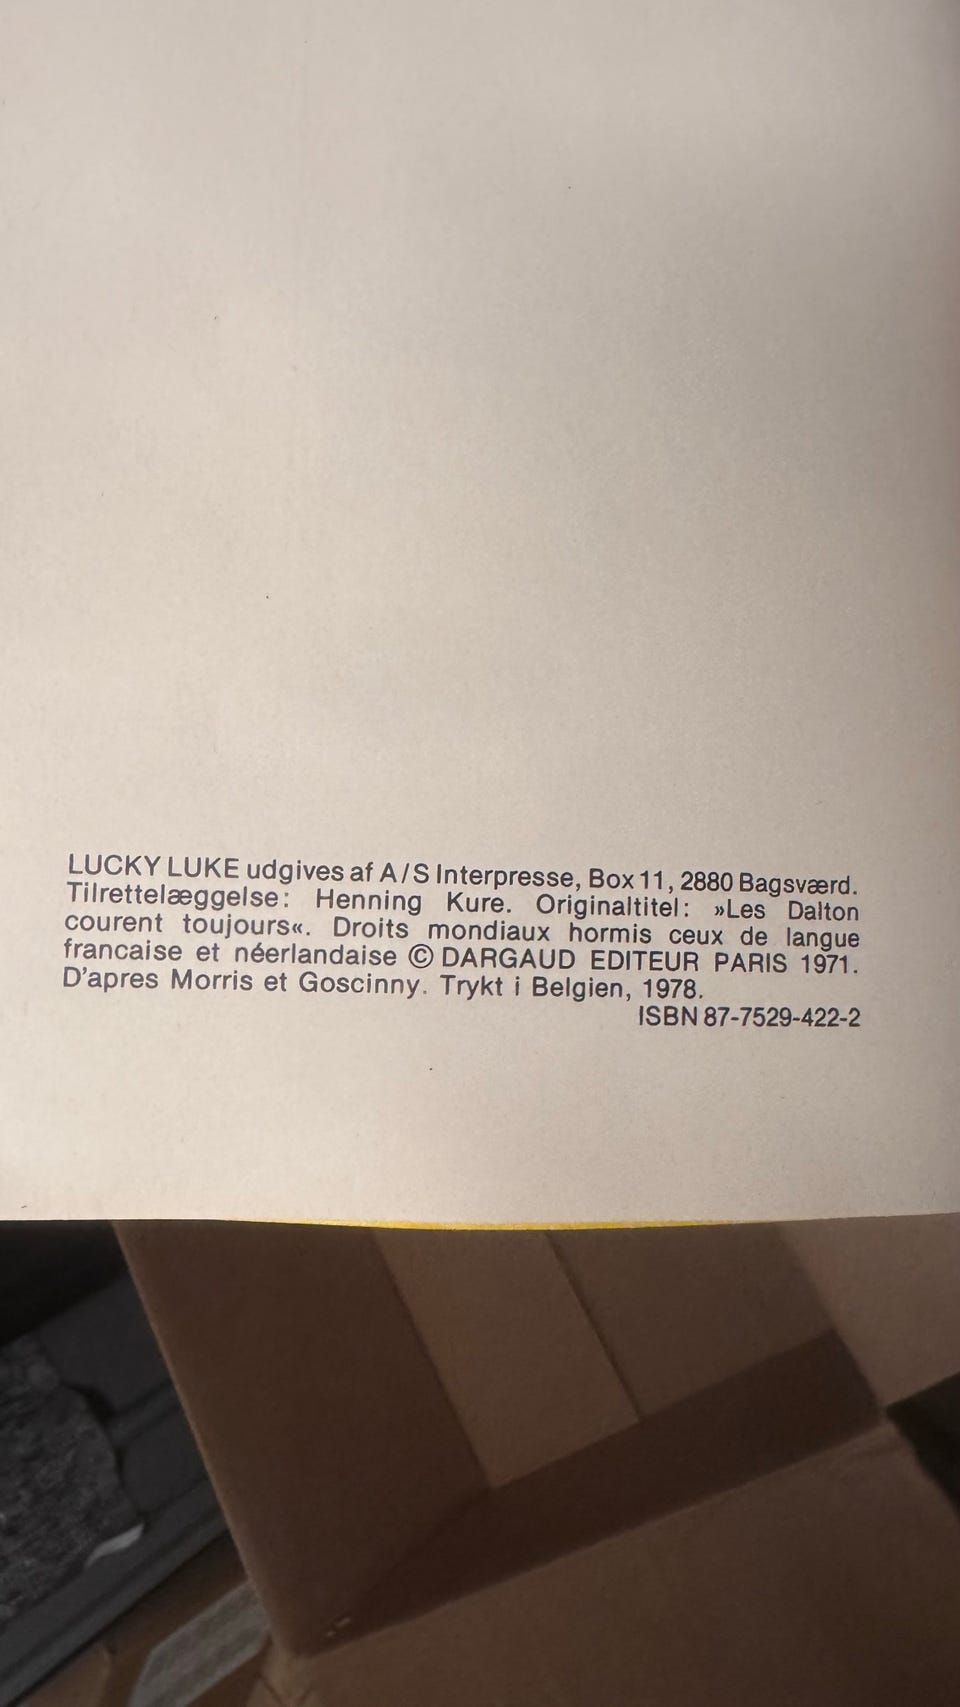 LUCKY LUKE udgives af A/S Interpresse, Box 11, 2880 Bagsværd.
Tilrettelæggelse: Henning Kure. Originaltitel: »Les Dalton
courent toujours«. Droits mondiaux hormis ceux de langue
francaise et néerlandaise © DARGAUD EDITEUR PARIS 1971.
D'apres Morris et Goscinny. Trykt i Belgien, 1978.
ISBN 87-7529-422-2